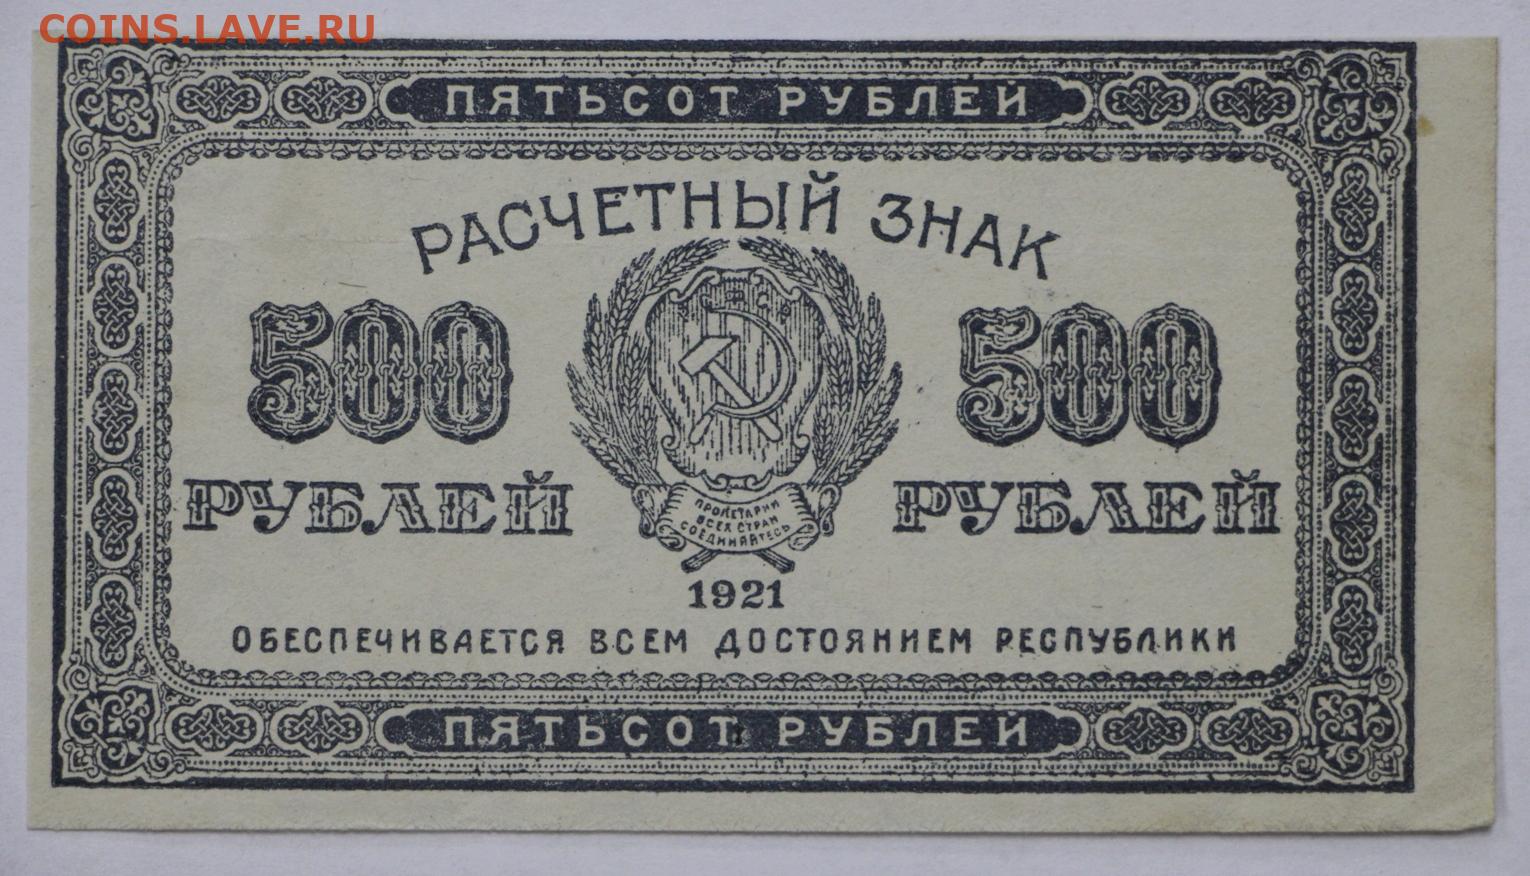 COINS.LAVE.RU
ПЯТЬСОТ РУБЛЕЙ
РАСЧЕТНЫЙ ЗНАК
500 500
РУБЛЕЙ РУБЛЕЙ
ПРОЛЕТАРИИ
ВСЕХ СТРАН
СОЕДИНЯЙТЕСЬ
1921
ОБЕСПЕЧИВАЕТСЯ ВСЕМ ДОСТОЯНИЕМ РЕСПУБЛИКИ
ПЯТЬСОТ РУБЛЕЙ